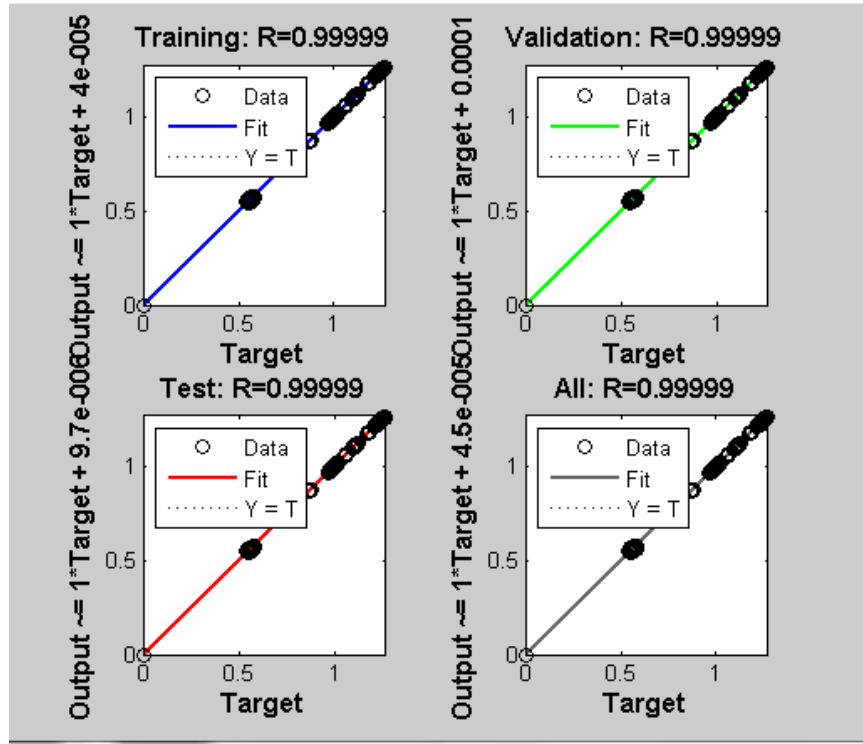 Training: R=0.99999
Output ~= 1*Target + 4e-005
Data
Fit
Y = T
1
0.5
0
0 0.5 1
Target
Validation: R=0.99999
Output ~= 1*Target + 0.0001
Data
Fit
Y = T
1
0.5
0
0 0.5 1
Target
Test: R=0.99999
Output ~= 1*Target + 9.7e-006
Data
Fit
Y = T
1
0.5
0
0 0.5 1
Target
All: R=0.99999
Output ~= 1*Target + 4.5e-005
Data
Fit
Y = T
1
0.5
0
0 0.5 1
Target